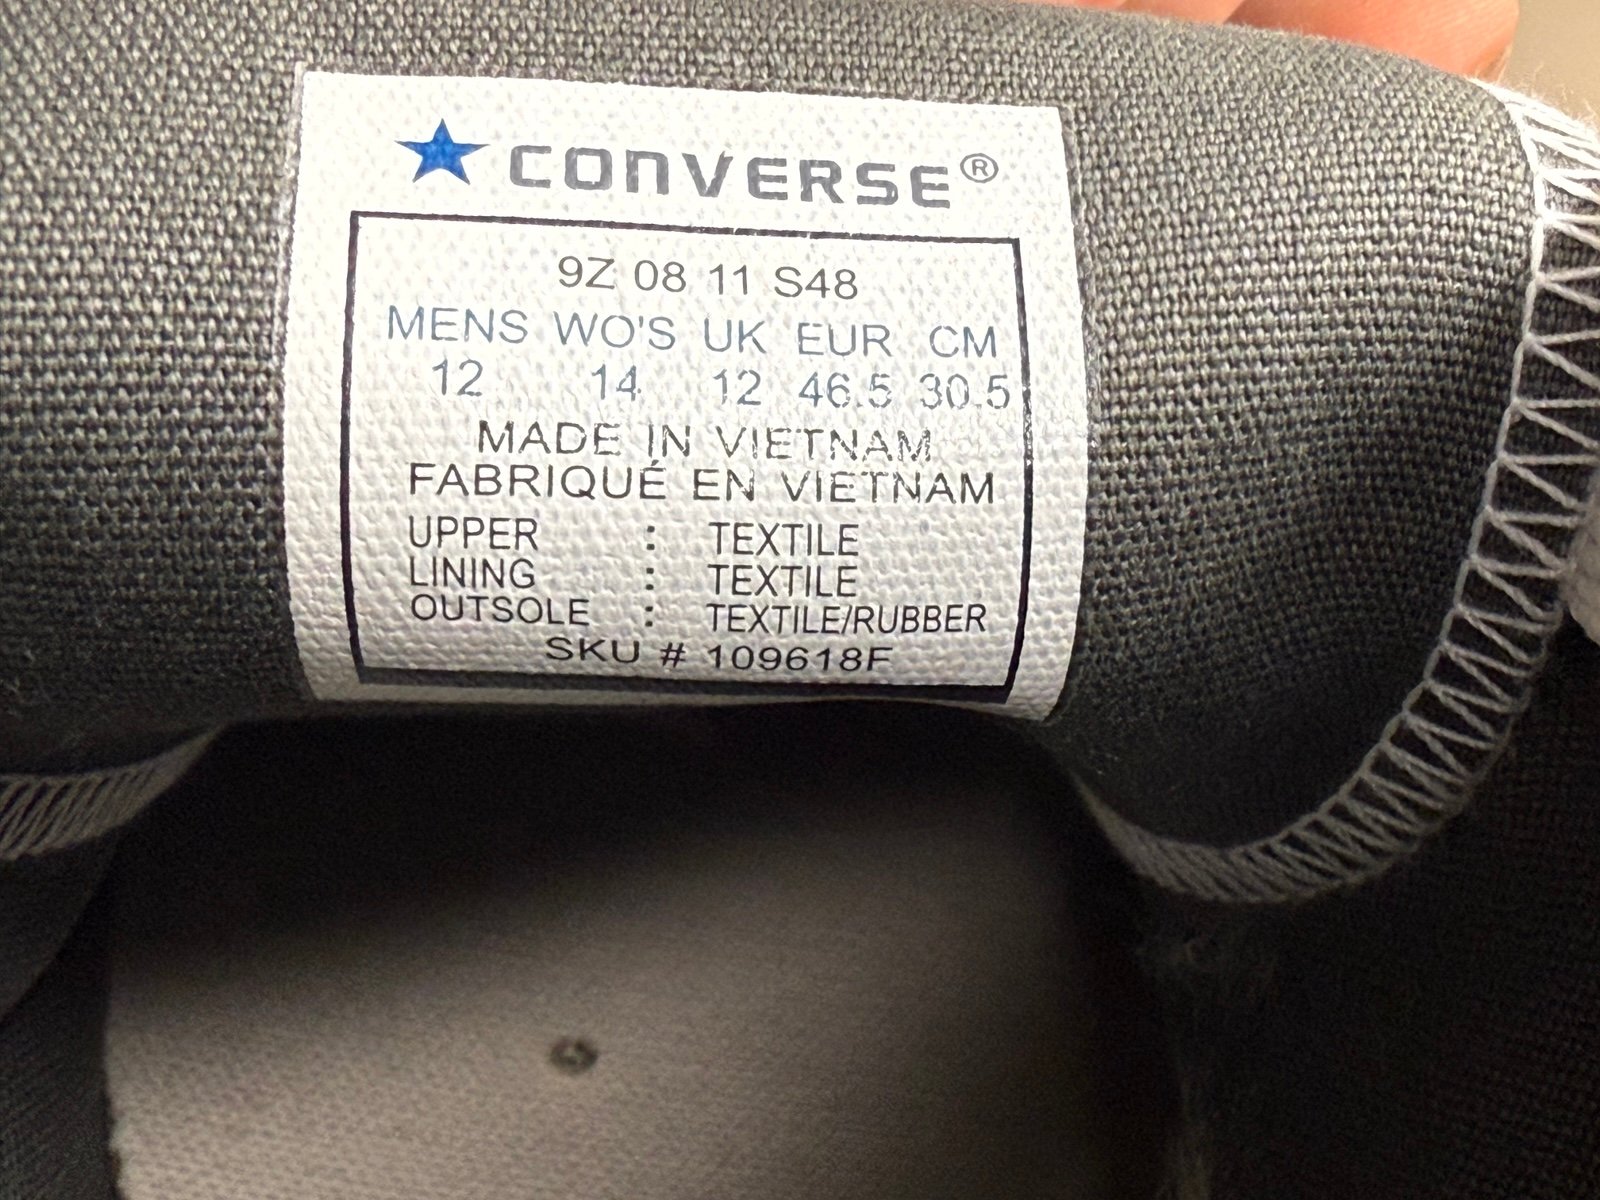 CONVERSE®
9Z 08 11 S48
MENS WO'S UK EUR CM
12 14 12 46.5 30.5
MADE IN VIETNAM
FABRIQUÉ EN VIETNAM
UPPER : TEXTILE
LINING : TEXTILE
OUTSOLE : TEXTILE/RUBBER
SKU # 109618F